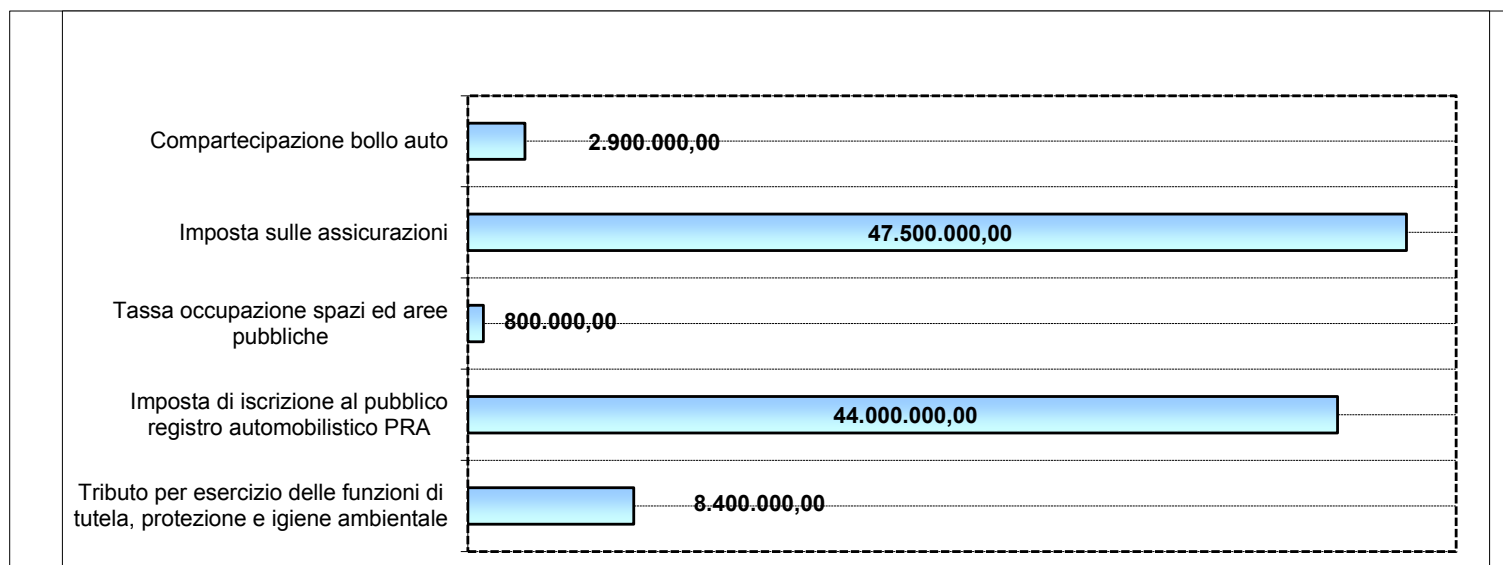 Compartecipazione bollo auto
2.900.000,00
Imposta sulle assicurazioni
47.500.000,00
Tassa occupazione spazi ed aree
pubbliche
800.000,00
Imposta di iscrizione al pubblico
registro automobilistico PRA
44.000.000,00
Tributo per esercizio delle funzioni di
tutela, protezione e igiene ambientale
8.400.000,00